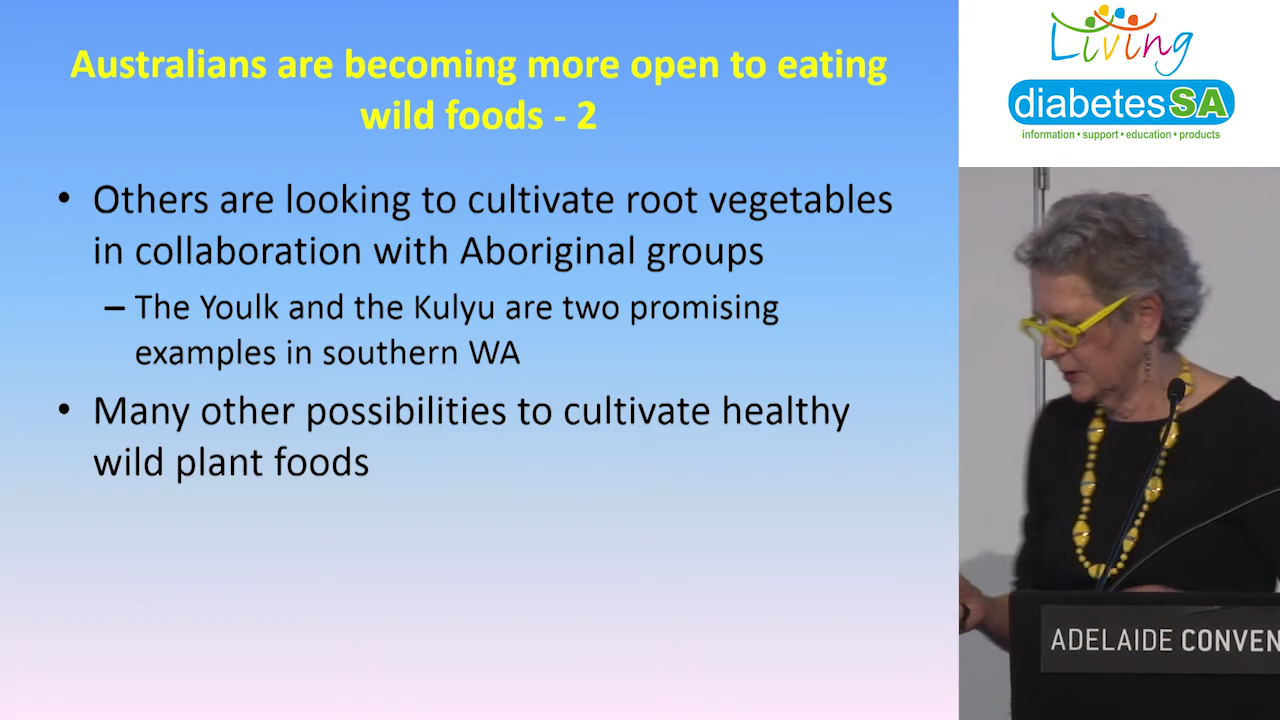 Australians are becoming more open to eating
wild foods - 2
• Others are looking to cultivate root vegetables
in collaboration with Aboriginal groups
– The Youlk and the Kulyu are two promising
examples in southern WA
• Many other possibilities to cultivate healthy
wild plant foods
Living
diabetesSA
information • support • education • products
ADELAIDE CONVEN